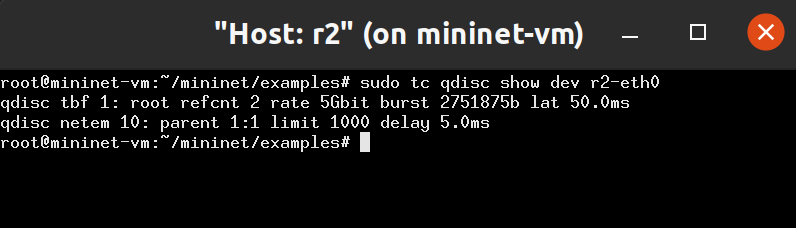 "Host: r2" (on mininet-vm)
root@mininet-vm:~/mininet/examples# sudo tc qdisc show dev r2-eth0
qdisc tbf 1: root refcnt 2 rate 5Gbit burst 2751875b lat 50.0ms
qdisc netem 10: parent 1:1 limit 1000 delay 5.0ms
root@mininet-vm:~/mininet/examples#